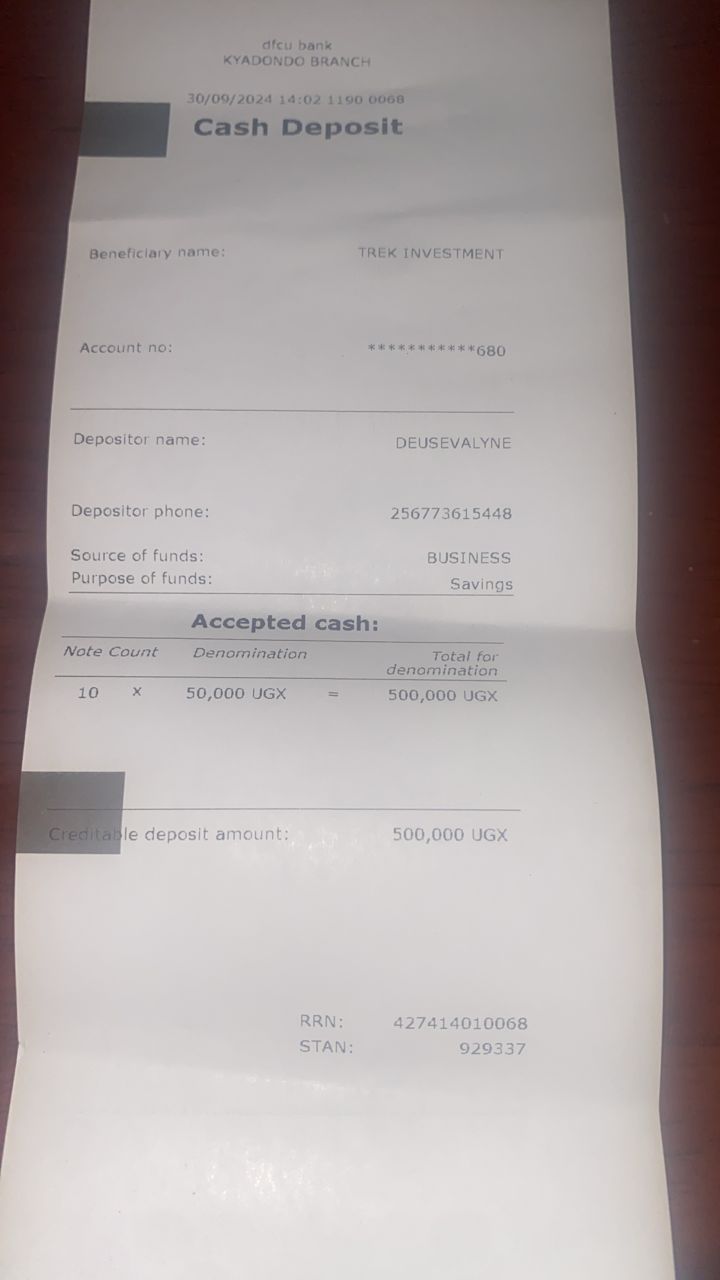 dfcu bank
KYADONDO BRANCH
30/09/2024 14:02 1190 0068
Cash Deposit
Beneficiary name: TREK INVESTMENT
Account no: ***********680
Depositor name: DEUSEVALYNE
Depositor phone: 256773615448
Source of funds: BUSINESS
Purpose of funds: Savings
Accepted cash:
Note Count Denomination Total for
denomination
10 X 50,000 UGX = 500,000 UGX
Creditable deposit amount: 500,000 UGX
RRN: 427414010068
STAN: 929337